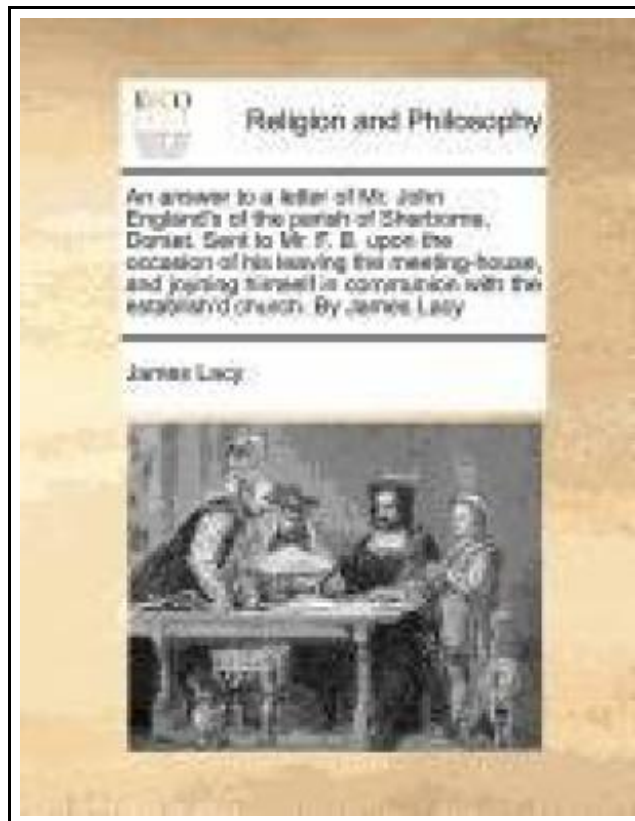 ECCO
Religion and Philosophy
An answer to a letter of Mr. John
England's of the parish of Sherborne,
Dorset. Sent to Mr. F. B. upon the
occasion of his leaving the meeting-house,
and joyning himself in communion with the
establish'd church. By James Lacy
James Lacy